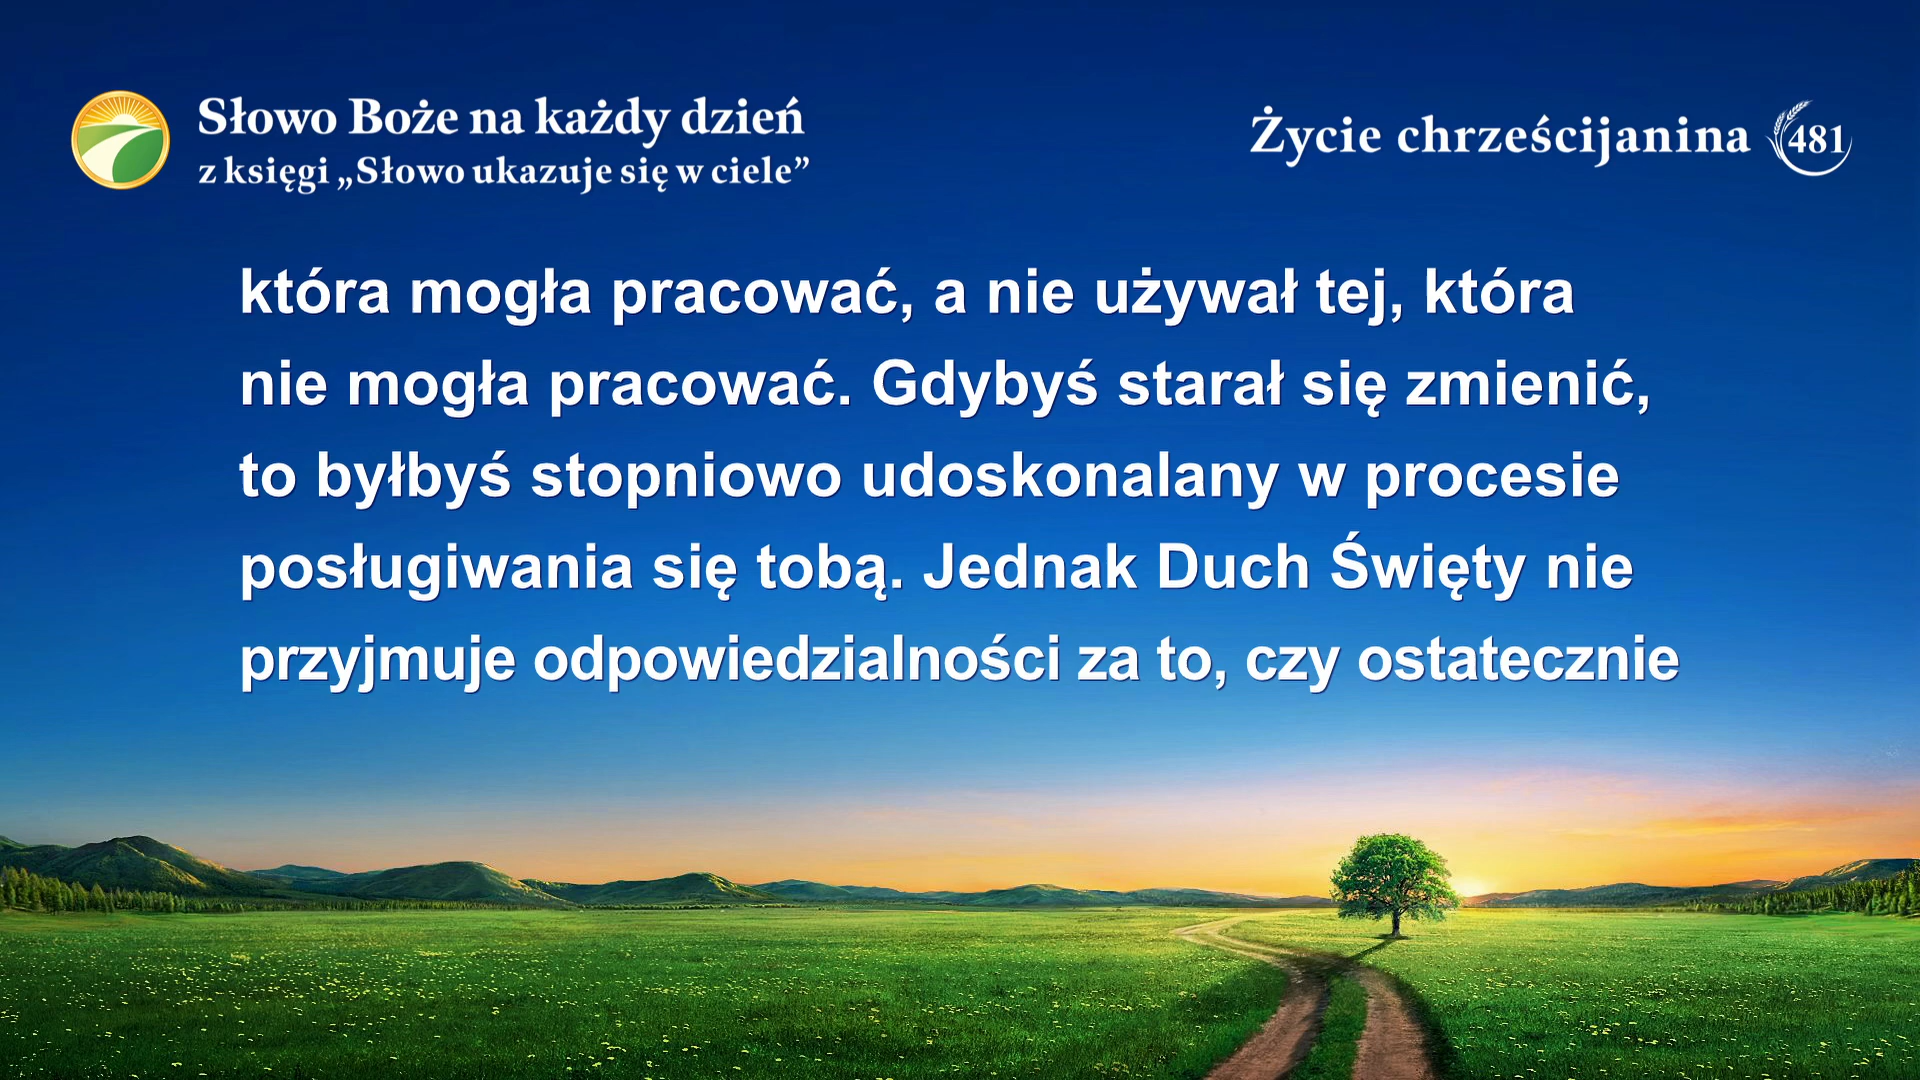 Słowo Boże na każdy dzień
z księgi „Słowo ukazuje się w ciele”
Życie chrześcijanina 481
która mogła pracować, a nie używał tej, która
nie mogła pracować. Gdybyś starał się zmienić,
to byłbyś stopniowo udoskonalany w procesie
posługiwania się tobą. Jednak Duch Święty nie
przyjmuje odpowiedzialności za to, czy ostatecznie